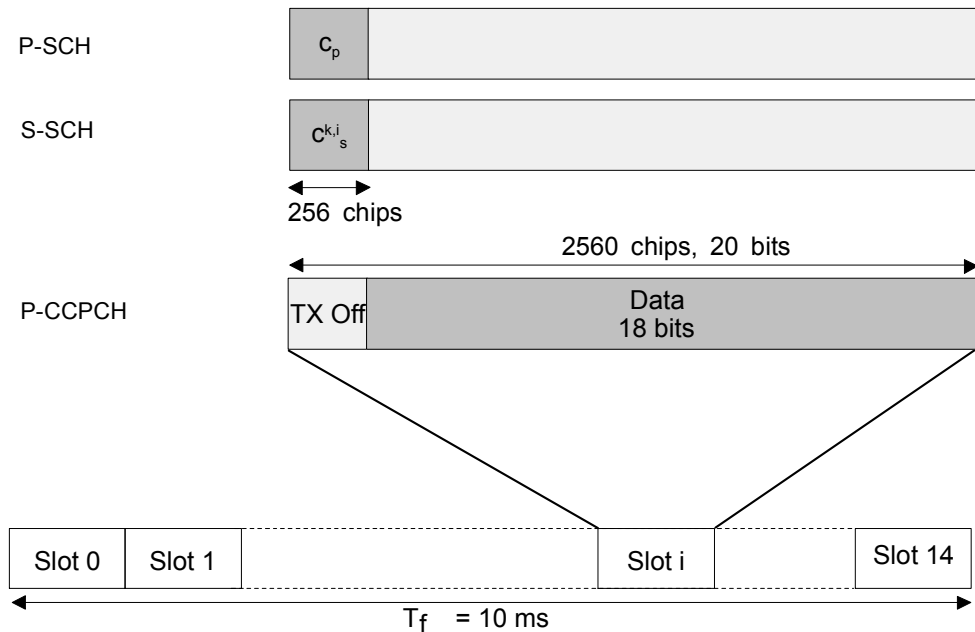 P-SCH
c_p
S-SCH
c^k,i_s
256 chips
2560 chips, 20 bits
P-CCPCH
TX Off
Data
18 bits
Slot 0 Slot 1 Slot i Slot 14
T_f = 10 ms